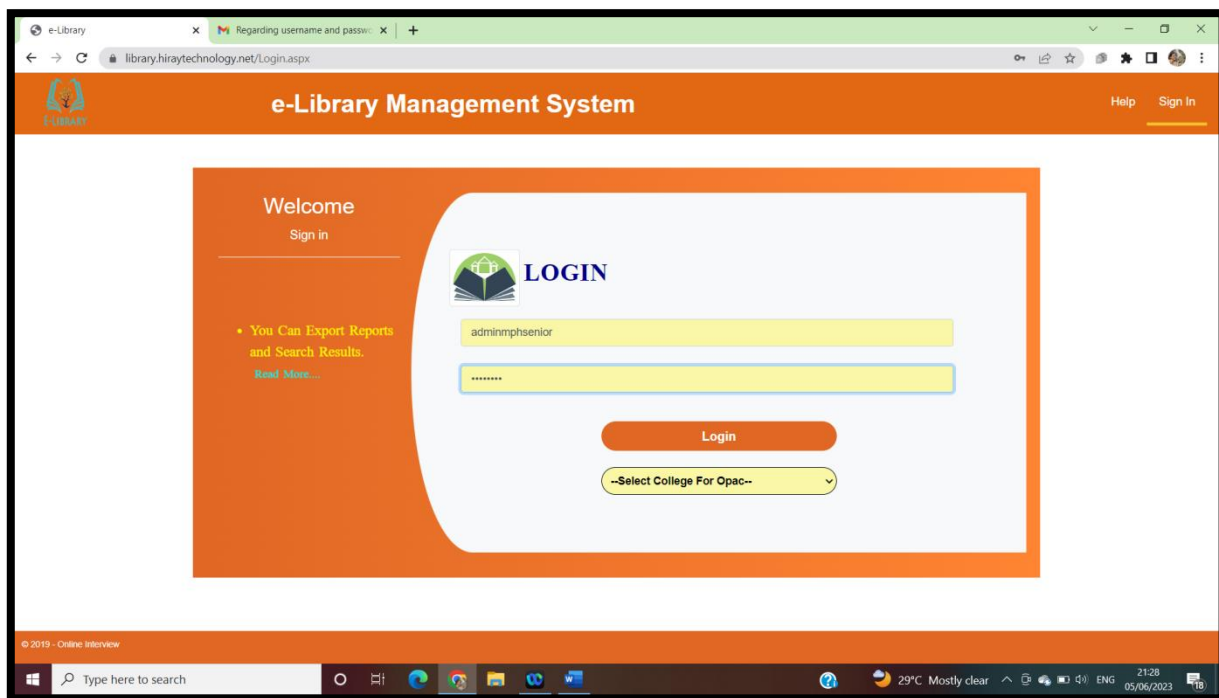 e-Library
Regarding username and passwo
library.hiraytechnology.net/Login.aspx
E-LIBRARY
e-Library Management System
Help
Sign In
Welcome
Sign in
LOGIN
• You Can Export Reports
and Search Results.
Read More....
adminmphsenior
••••••••
Login
--Select College For Opac--
© 2019 - Online Interview
Type here to search
29°C Mostly clear
ENG
21:28
05/06/2023
18